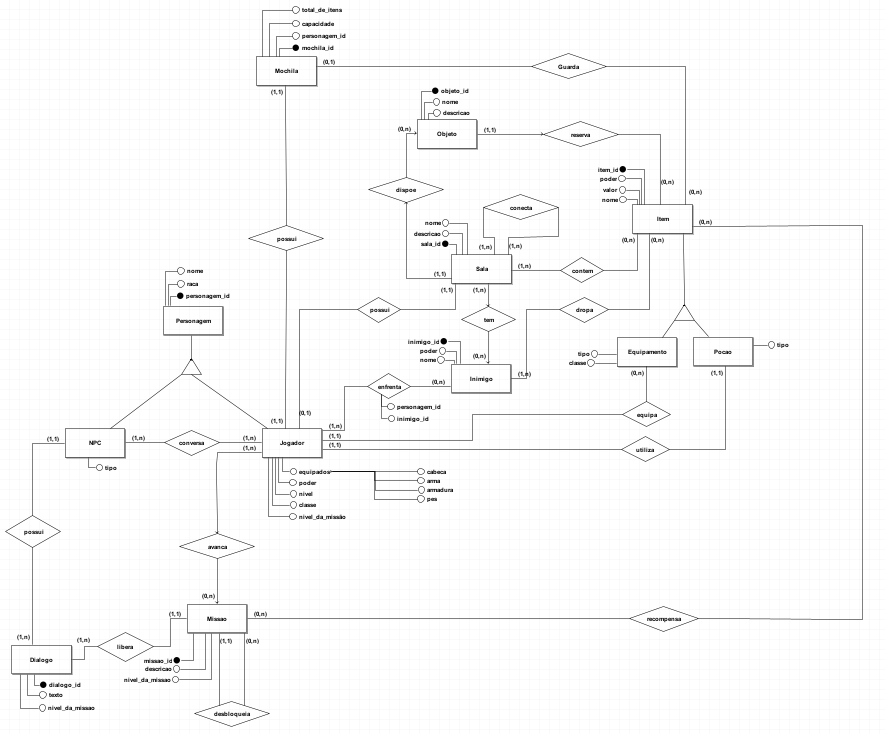 total_de_itens
capacidade
personagem_id
mochila_id
Mochila
(0,1)
Guarda
(1,1)
objeto_id
nome
descricao
(0,n)
Objeto
(1,1)
reserva
item_id
poder
valor
nome
(0,n)
(0,n)
Item
(0,n)
(0,n)
(0,n)
dispoe
conecta
nome
descricao
sala_id
(1,n)
(1,n)
Sala
(1,n)
contem
(1,1)
(1,1)
(1,n)
possui
nome
raca
personagem_id
Personagem
possui
tem
dropa
(0,n)
inimigo_id
poder
nome
Inimigo
(1,n)
tipo
classe
Equipamento
(0,n)
Pocao
tipo
(1,1)
enfrenta
(0,n)
personagem_id
inimigo_id
equipa
utiliza
(1,1)
(0,1)
(1,1)
NPC
(1,n)
conversa
(1,n)
Jogador
(1,n)
(1,1)
(1,1)
(1,n)
tipo
equipados
poder
nivel
classe
nivel_da_missão
cabeca
arma
armadura
pes
possui
avanca
(0,n)
(1,1)
Missao
(0,n)
recompensa
(1,n)
(1,n)
libera
Dialogo
(1,1)
(0,n)
missao_id
descricao
nivel_da_missao
dialogo_id
texto
nivel_da_missao
desbloqueia